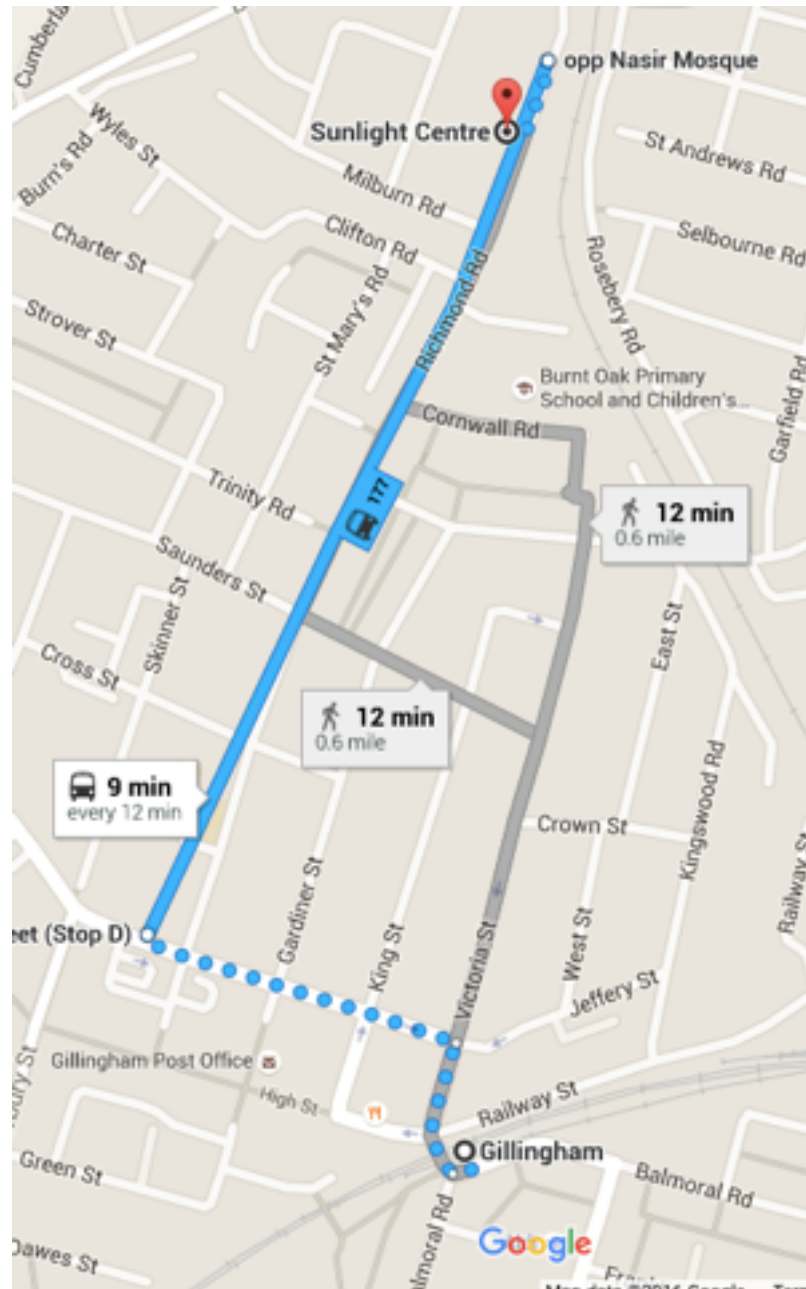 Cumberla
opp Nasir Mosque
Sunlight Centre
Wyles St
Burn's Rd
Milburn Rd
St Andrews Rd
Charter St
Clifton Rd
Selbourne Rd
Rosebery Rd
Strover St
St Mary's Rd
Richmond Rd
Burnt Oak Primary
School and Children's...
Garfield Rd
Cornwall Rd
Trinity Rd
177
12 min
0.6 mile
Saunders St
Skinner St
East St
Cross St
12 min
0.6 mile
9 min
every 12 min
Kingswood Rd
Crown St
Railway St
Gardiner St
eet (Stop D)
King St
Victoria St
West St
Jeffery St
Gillingham Post Office
High St
Railway St
bury St
Gillingham
Green St
Balmoral Rd
almoral Rd
Google
Dawes St